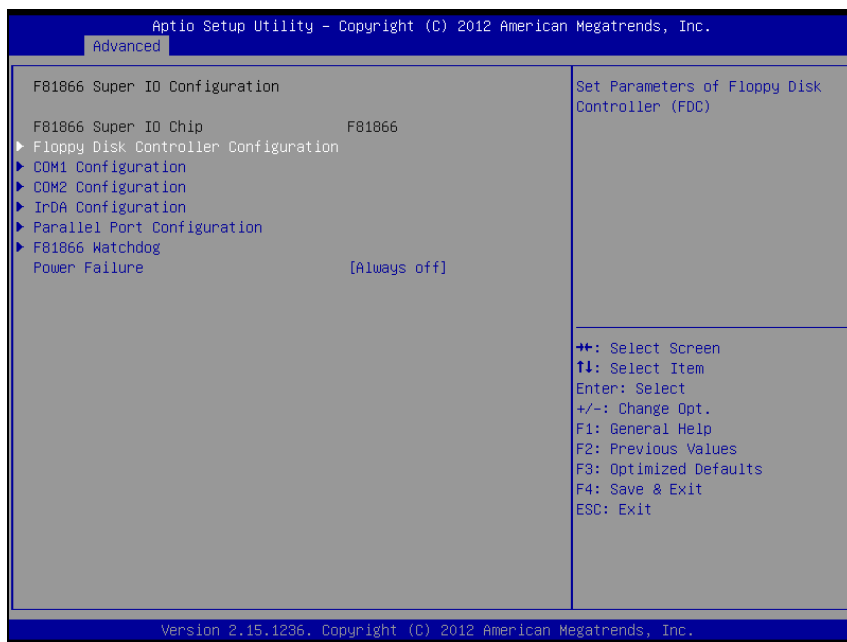 Aptio Setup Utility – Copyright (C) 2012 American Megatrends, Inc.
Advanced
F81866 Super IO Configuration
F81866 Super IO Chip F81866
Floppy Disk Controller Configuration
COM1 Configuration
COM2 Configuration
IrDA Configuration
Parallel Port Configuration
F81866 Watchdog
Power Failure [Always off]
Set Parameters of Floppy Disk
Controller (FDC)
→←: Select Screen
↑↓: Select Item
Enter: Select
+/-: Change Opt.
F1: General Help
F2: Previous Values
F3: Optimized Defaults
F4: Save & Exit
ESC: Exit
Version 2.15.1236. Copyright (C) 2012 American Megatrends, Inc.